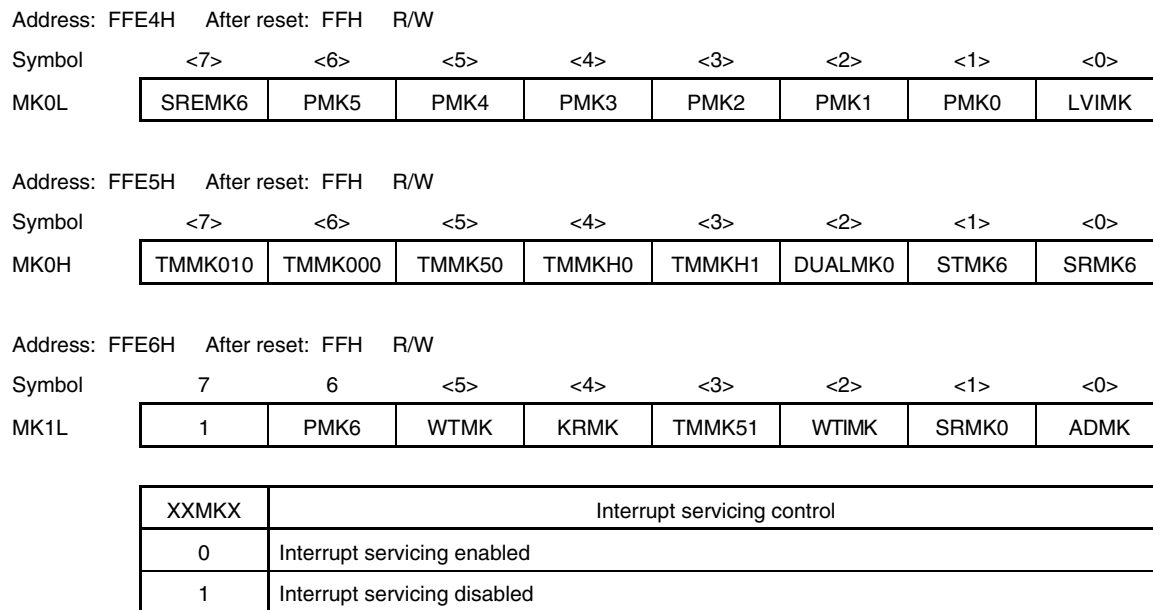 Address: FFE4H After reset: FFH R/W
Symbol <7> <6> <5> <4> <3> <2> <1> <0>
MK0L SREMK6 PMK5 PMK4 PMK3 PMK2 PMK1 PMK0 LVIMK
Address: FFE5H After reset: FFH R/W
Symbol <7> <6> <5> <4> <3> <2> <1> <0>
MK0H TMMK010 TMMK000 TMMK50 TMMKH0 TMMKH1 DUALMK0 STMK6 SRMK6
Address: FFE6H After reset: FFH R/W
Symbol 7 6 <5> <4> <3> <2> <1> <0>
MK1L 1 PMK6 WTMK KRMK TMMK51 WTIMK SRMK0 ADMK
XXMKX Interrupt servicing control
0 Interrupt servicing enabled
1 Interrupt servicing disabled